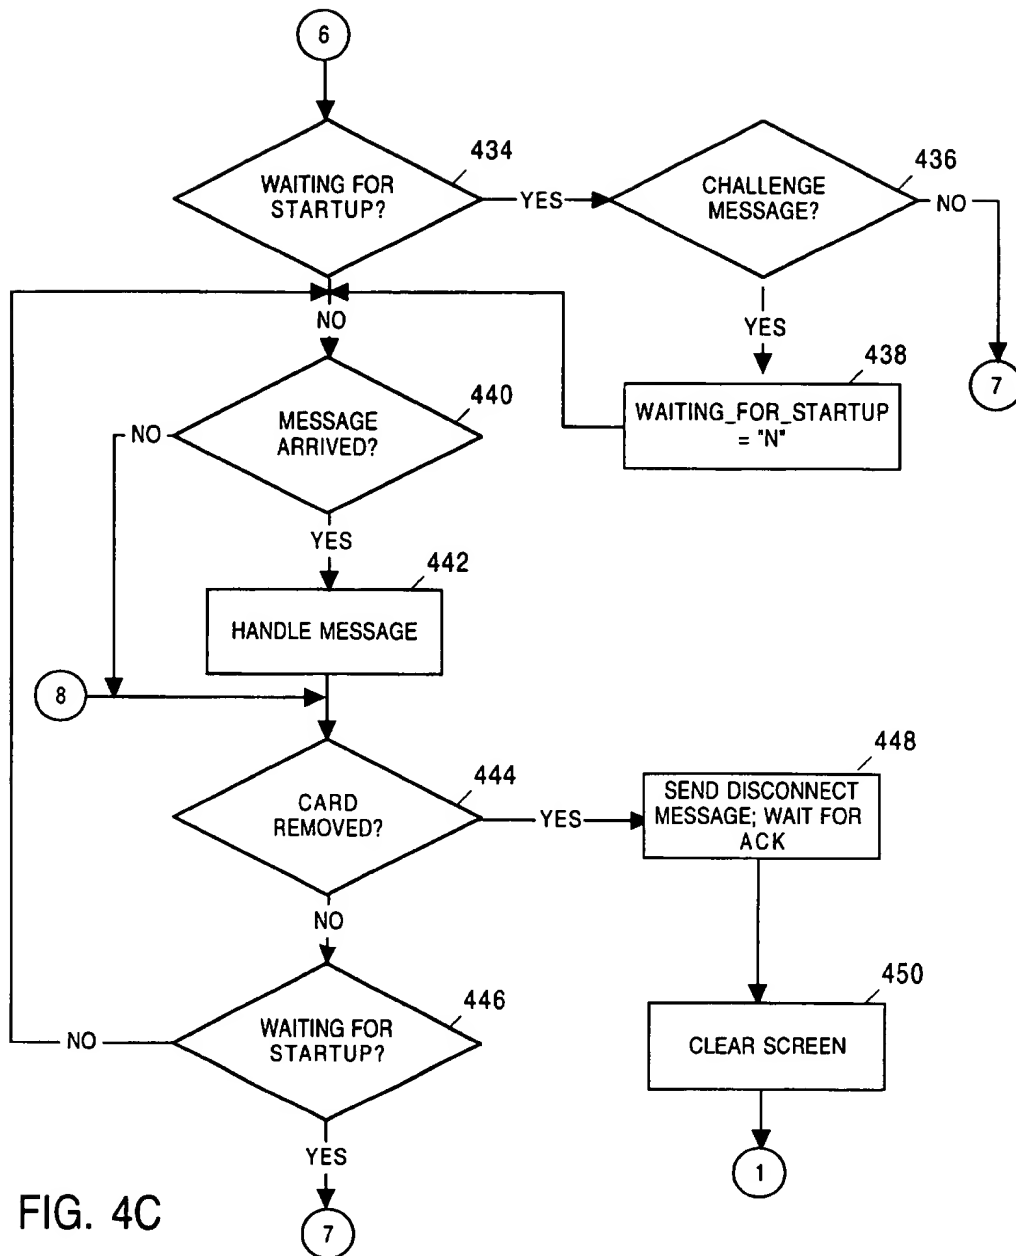 6
434
WAITING FOR
STARTUP?
YES
436
CHALLENGE
MESSAGE?
NO
NO
YES
7
438
WAITING_FOR_STARTUP
= "N"
440
MESSAGE
ARRIVED?
NO
YES
442
HANDLE MESSAGE
8
444
CARD
REMOVED?
YES
448
SEND DISCONNECT
MESSAGE; WAIT FOR
ACK
NO
446
WAITING FOR
STARTUP?
NO
450
CLEAR SCREEN
YES
1
7
FIG. 4C